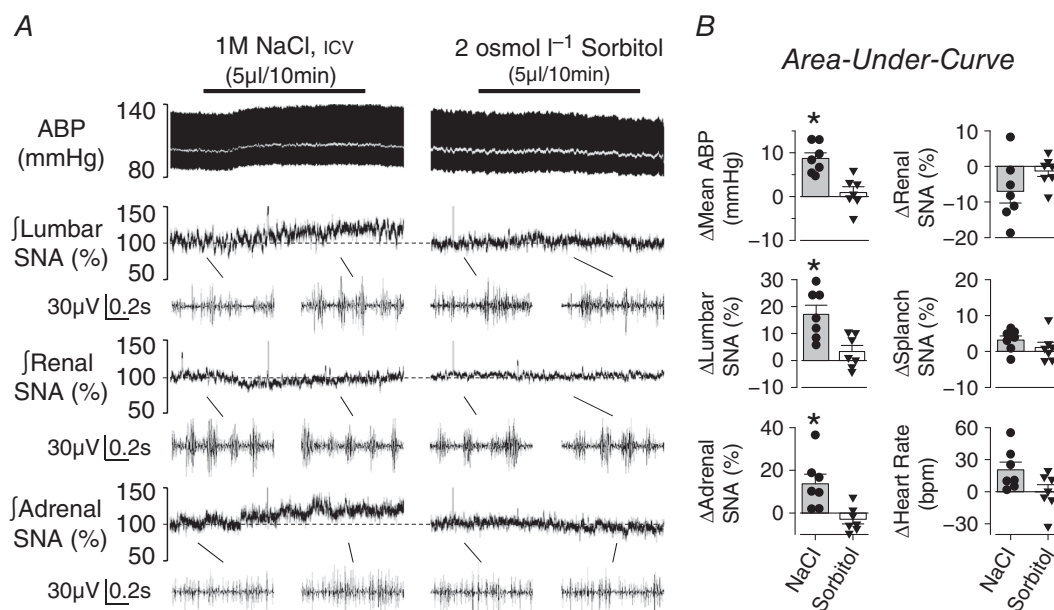 A
1M NaCl, ICV
(5µl/10min)
2 osmol l⁻¹ Sorbitol
(5µl/10min)
ABP
(mmHg)
140
80
∫Lumbar
SNA (%)
150
100
50
30µV
0.2s
∫Renal
SNA (%)
150
100
50
30µV
0.2s
∫Adrenal
SNA (%)
150
100
50
30µV
0.2s
B
Area-Under-Curve
ΔMean ABP
(mmHg)
10
0
−10
*
ΔRenal
SNA (%)
10
0
−10
−20
ΔLumbar
SNA (%)
30
20
10
0
−10
*
ΔSplanch
SNA (%)
20
10
0
−10
ΔAdrenal
SNA (%)
40
20
0
*
NaCl
Sorbitol
ΔHeart Rate
(bpm)
60
30
0
−30
NaCl
Sorbitol